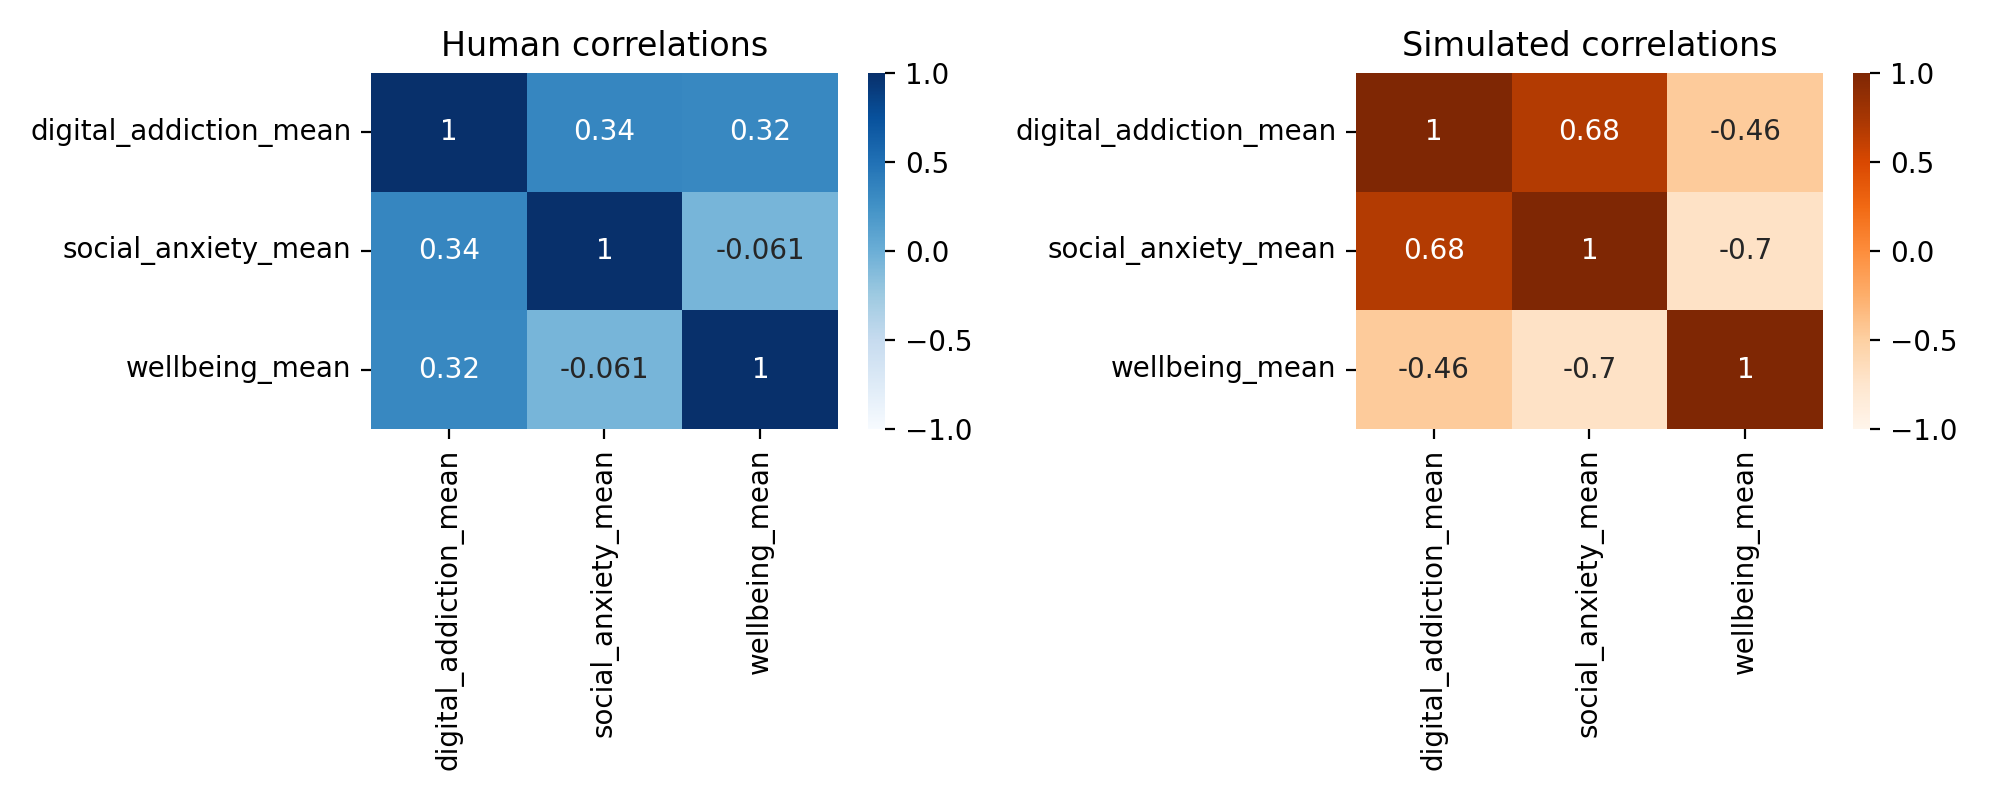 Human correlations
digital_addiction_mean
social_anxiety_mean
wellbeing_mean
1 0.34 0.32
0.34 1 -0.061
0.32 -0.061 1
digital_addiction_mean
social_anxiety_mean
wellbeing_mean
1.0
0.5
0.0
−0.5
−1.0
Simulated correlations
digital_addiction_mean
social_anxiety_mean
wellbeing_mean
1 0.68 -0.46
0.68 1 -0.7
-0.46 -0.7 1
digital_addiction_mean
social_anxiety_mean
wellbeing_mean
1.0
0.5
0.0
−0.5
−1.0